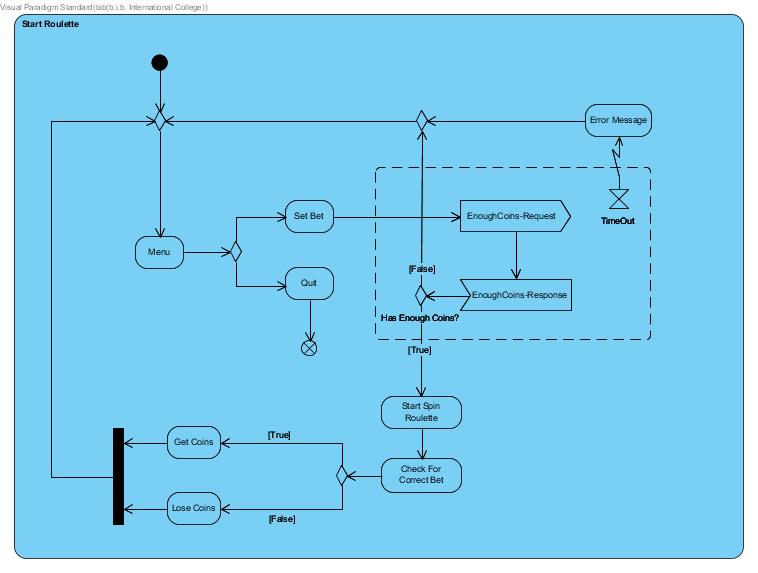 Visual Paradigm Standard(bib(b.i.b. International College))
Start Roulette
Error Message
TimeOut
Set Bet
EnoughCoins-Request
Menu
[False]
Quit
EnoughCoins-Response
Has Enough Coins?
[True]
Start Spin
Roulette
[True]
Get Coins
Check For
Correct Bet
Lose Coins
[False]